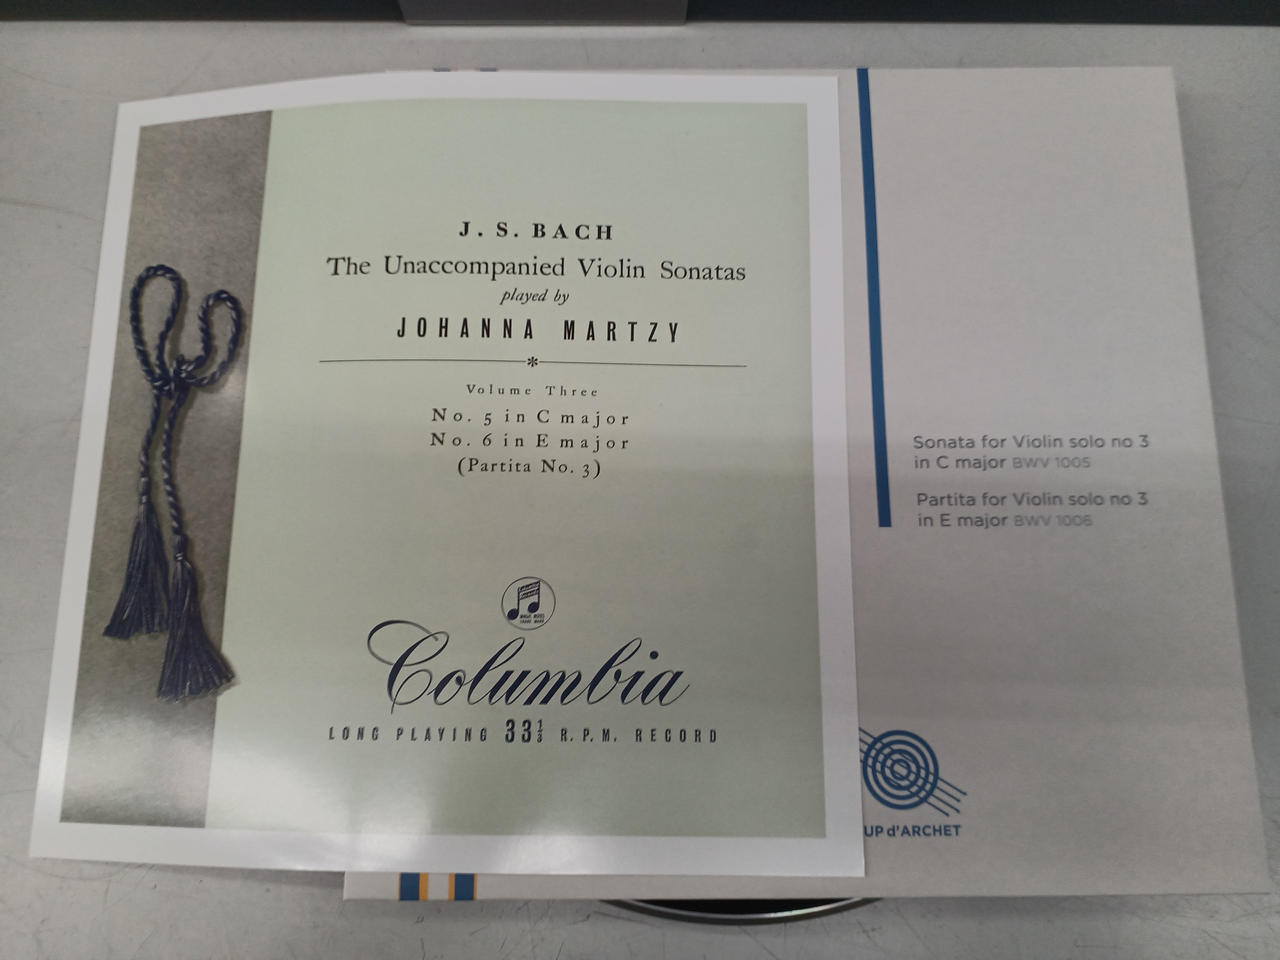 J. S. BACH
The Unaccompanied Violin Sonatas
played by
JOHANNA MARTZY
*
Volume Three
No. 5 in C major
No. 6 in E major
(Partita No. 3)
Columbia
LONG PLAYING 33⅓ R.P.M. RECORD
Sonata for Violin solo no 3
in C major BWV 1005
Partita for Violin solo no 3
in E major BWV 1006
UP d'ARCHET